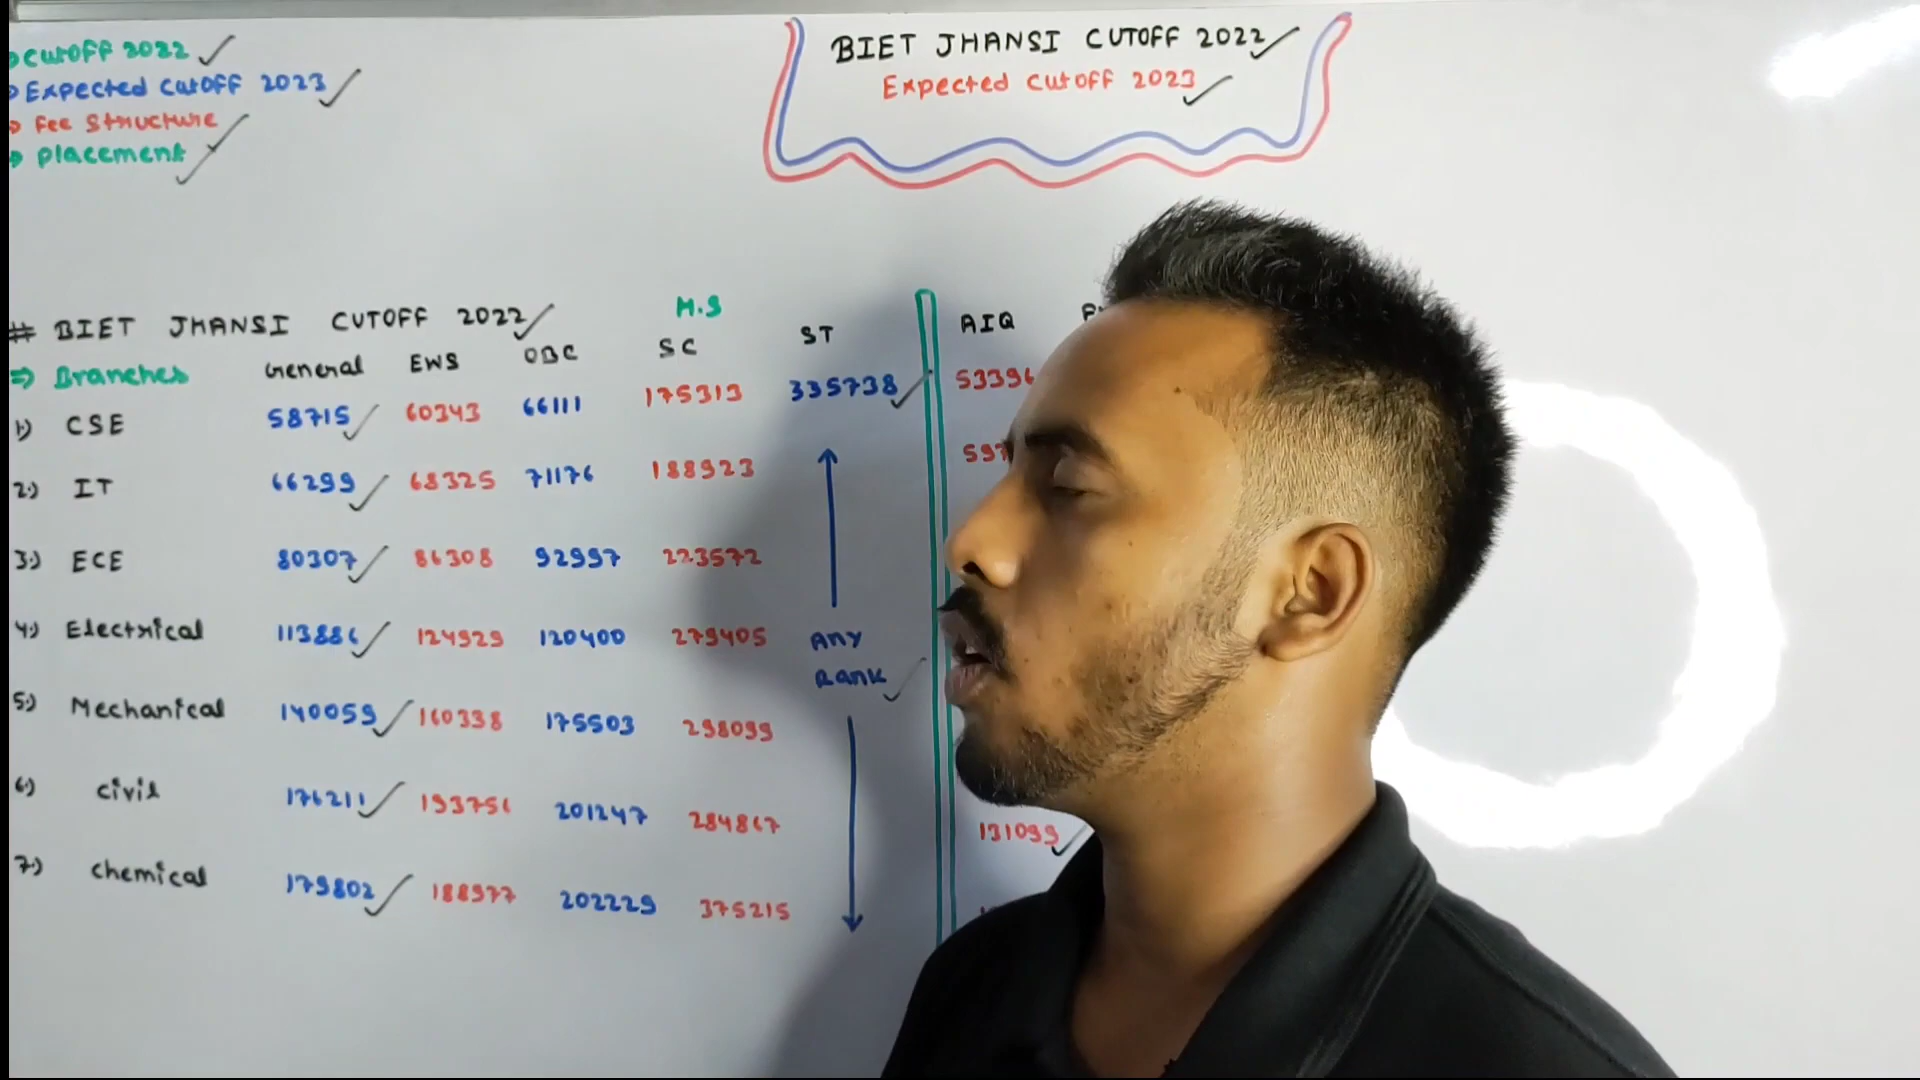 Cutoff 2022
Expected Cutoff 2023
Fee Structure
Placement
BIET JHANSI CUTOFF 2022
Expected Cutoff 2023
# BIET JHANSI CUTOFF 2022
H.S
⇒ Branches General EWS OBC SC ST AIQ
1) CSE 58715 60343 66111 175313 335738 53396
2) IT 66299 68325 71176 188923
3) ECE 80307 86308 92997 223572
4) Electrical 113886 124929 120400 279405 Any
Rank
5) Mechanical 140059 160338 175503 298099
6) Civil 176211 193756 201247 284867 131099
7) Chemical 179802 188977 202229 375215